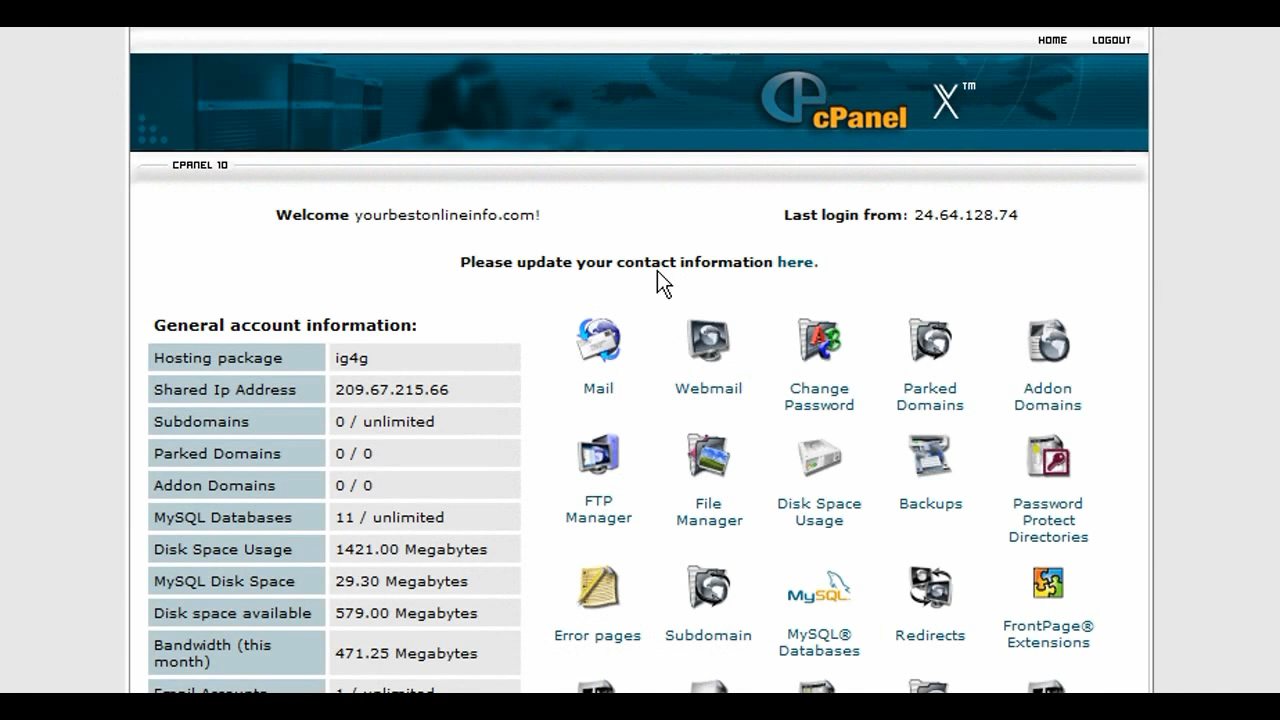 HOME LOGOUT
cPanel X™
CPANEL 10
Welcome yourbestonlineinfo.com! Last login from: 24.64.128.74
Please update your contact information here.
General account information:
Hosting package ig4g
Shared Ip Address 209.67.215.66
Subdomains 0 / unlimited
Parked Domains 0 / 0
Addon Domains 0 / 0
MySQL Databases 11 / unlimited
Disk Space Usage 1421.00 Megabytes
MySQL Disk Space 29.30 Megabytes
Disk space available 579.00 Megabytes
Bandwidth (this
month) 471.25 Megabytes
Email Accounts 1 / unlimited
Mail Webmail Change Parked Addon
Password Domains Domains
FTP File Disk Space Backups Password
Manager Manager Usage Protect
Directories
MySQL
Error pages Subdomain MySQL® Redirects FrontPage®
Databases Extensions